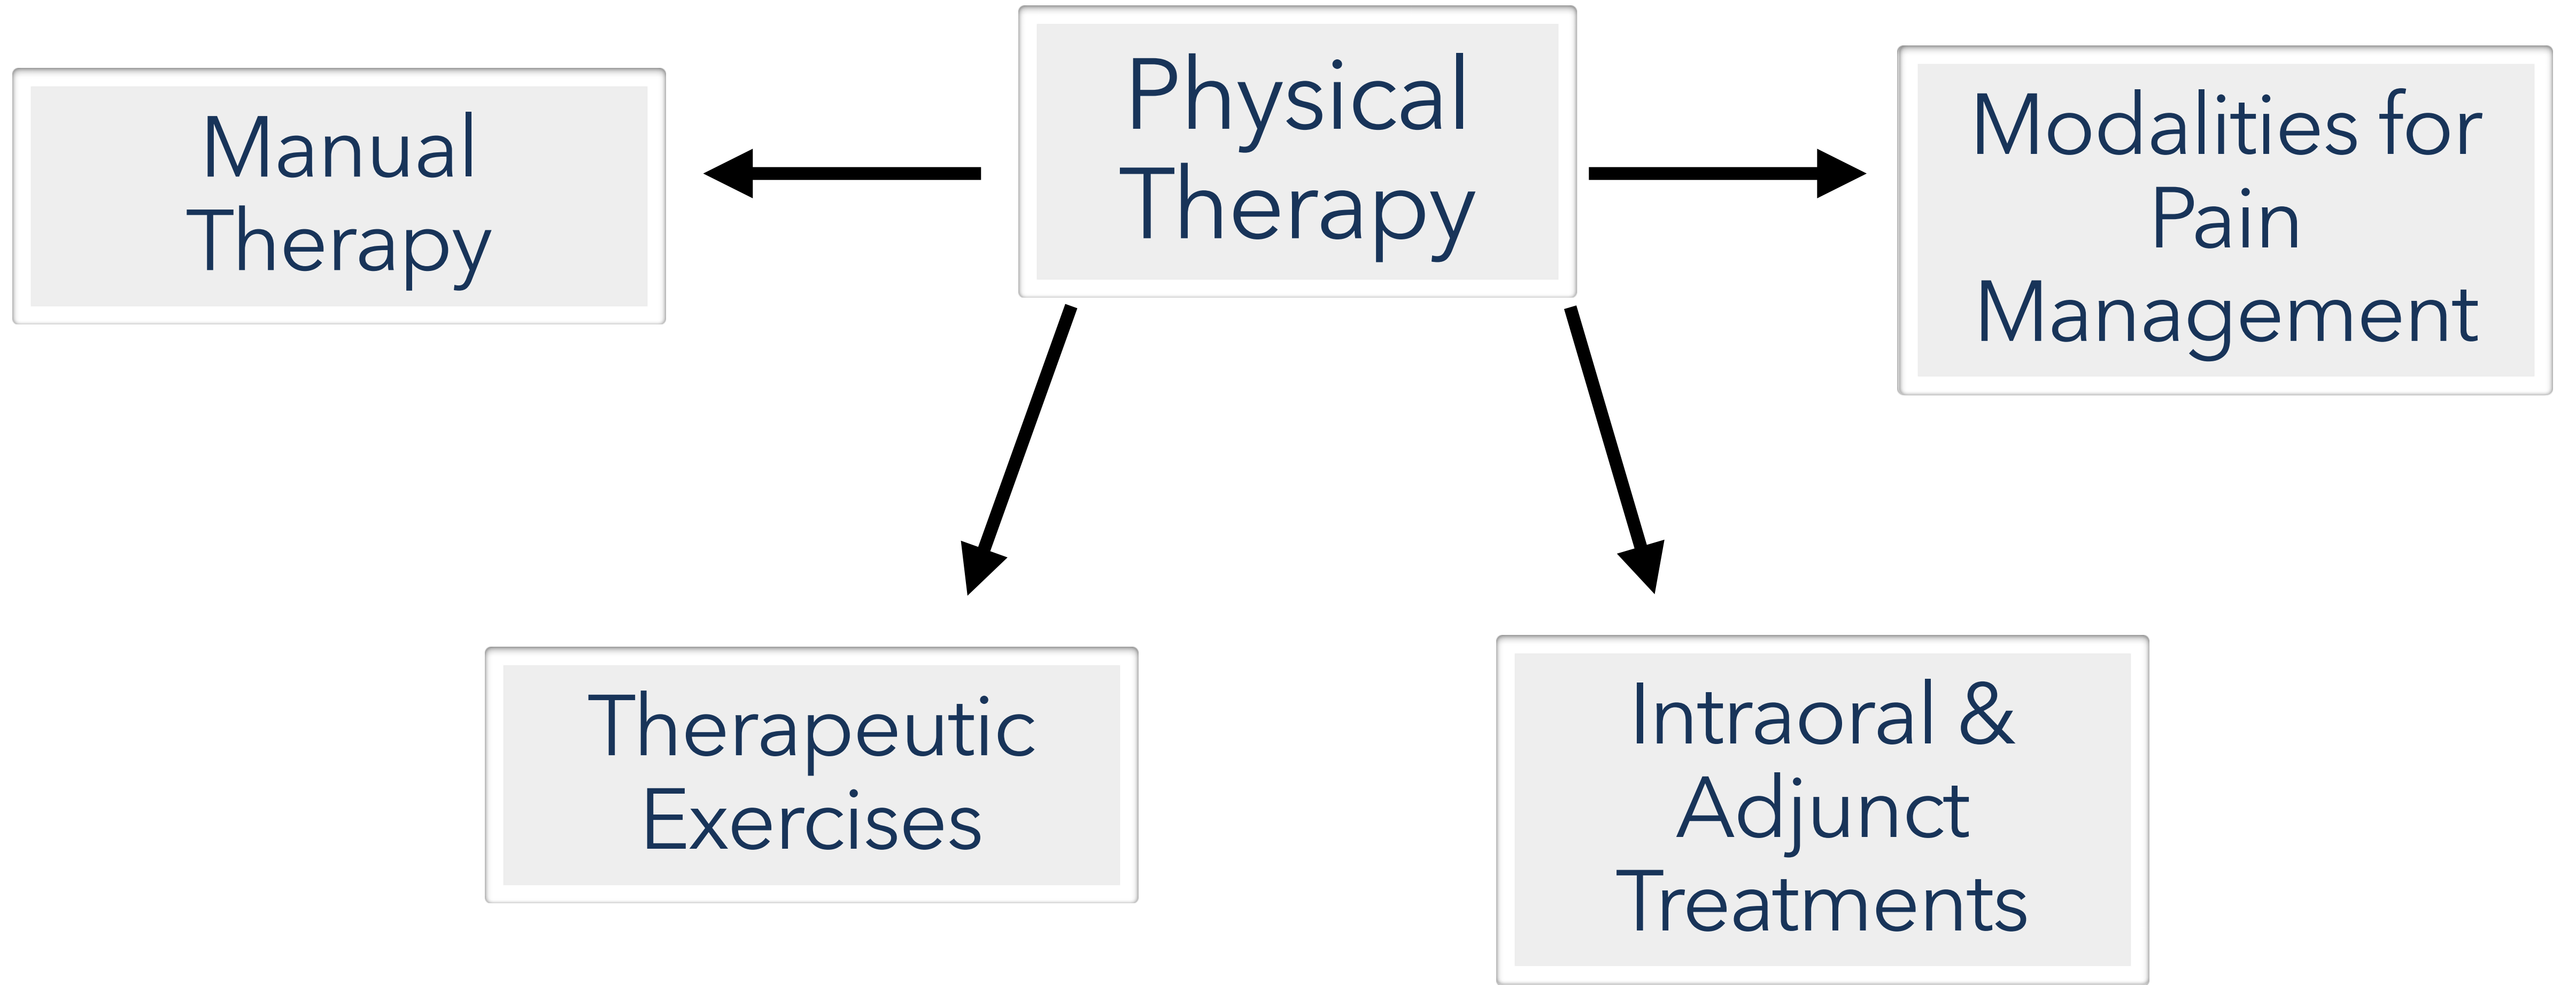 Physical
Therapy
Manual
Therapy
Modalities for
Pain
Management
Therapeutic
Exercises
Intraoral &
Adjunct
Treatments